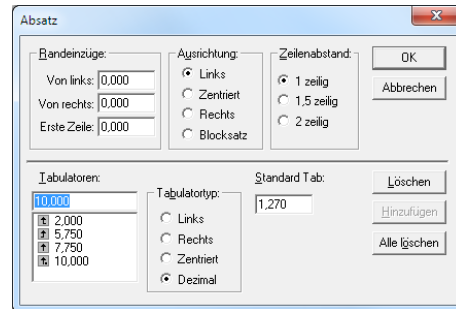 Absatz
Randeinzüge:
Von links: 0,000
Von rechts: 0,000
Erste Zeile: 0,000
Ausrichtung:
Links
Zentriert
Rechts
Blocksatz
Zeilenabstand:
1 zeilig
1,5 zeilig
2 zeilig
OK
Abbrechen
Tabulatoren:
10,000
2,000
5,750
7,750
10,000
Tabulatortyp:
Links
Rechts
Zentriert
Dezimal
Standard Tab:
1,270
Löschen
Hinzufügen
Alle löschen